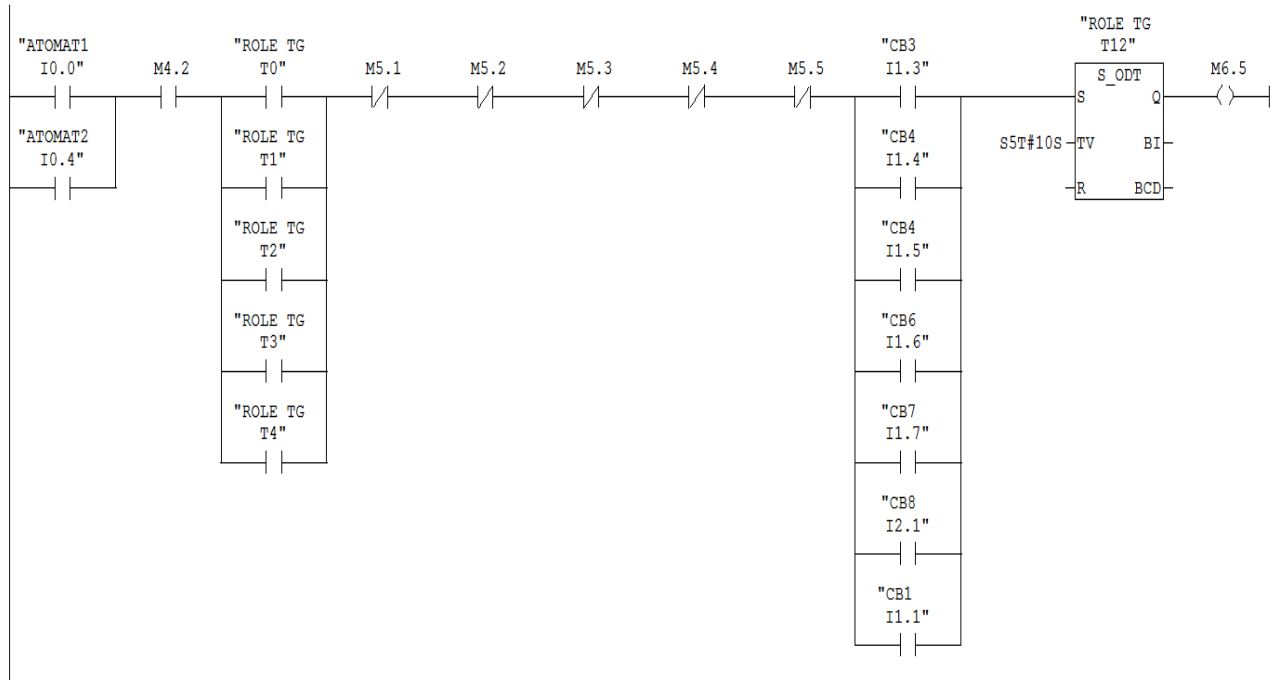 "ATOMAT1
I0.0"
M4.2
"ROLE TG
T0"
M5.1
M5.2
M5.3
M5.4
M5.5
"CB3
I1.3"
"ROLE TG
T12"
S_ODT
M6.5
S
Q
"ATOMAT2
I0.4"
"ROLE TG
T1"
"CB4
I1.4"
S5T#10S
TV
BI
R
BCD
"ROLE TG
T2"
"CB4
I1.5"
"ROLE TG
T3"
"CB6
I1.6"
"ROLE TG
T4"
"CB7
I1.7"
"CB8
I2.1"
"CB1
I1.1"